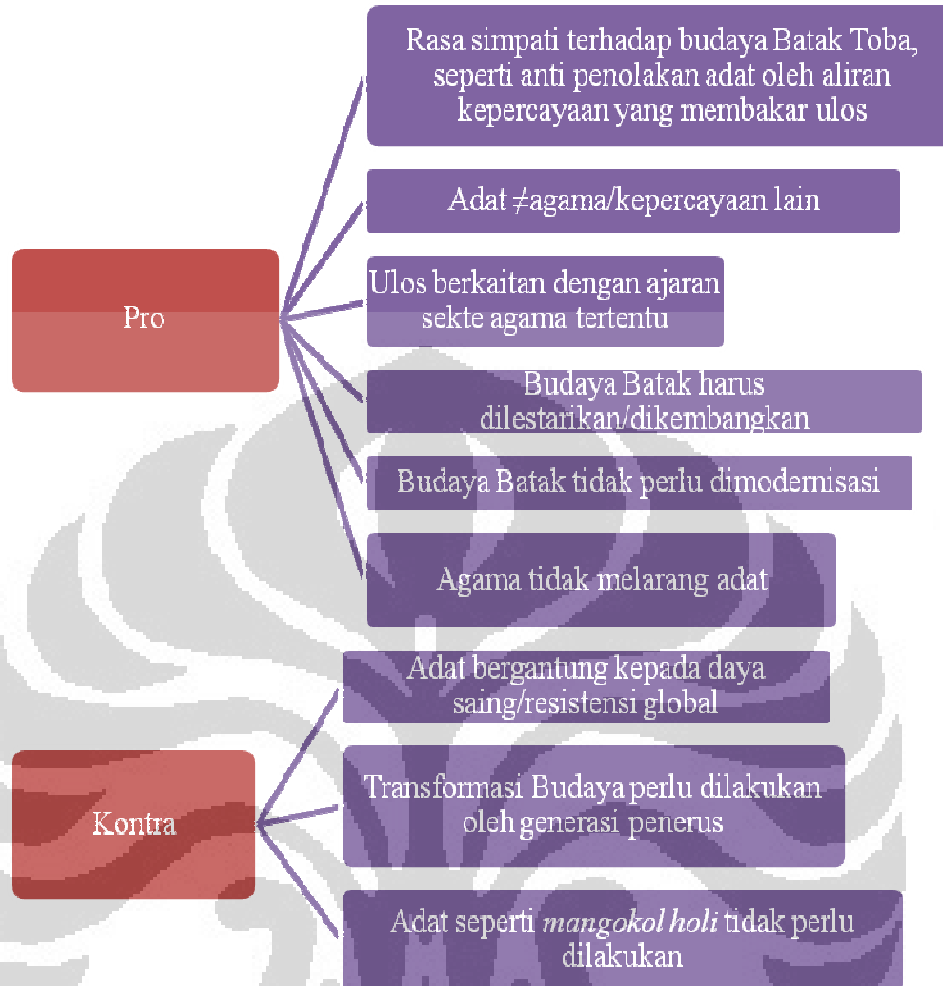 Pro
Rasa simpati terhadap budaya Batak Toba,
seperti anti penolakan adat oleh aliran
kepercayaan yang membakar ulos
Adat ≠agama/kepercayaan lain
Ulos berkaitan dengan ajaran
sekte agama tertentu
Budaya Batak harus
dilestarikan/dikembangkan
Budaya Batak tidak perlu dimodernisasi
Agama tidak melarang adat
Kontra
Adat bergantung kepada daya
saing/resistensi global
Transformasi Budaya perlu dilakukan
oleh generasi penerus
Adat seperti mangokol holi tidak perlu
dilakukan